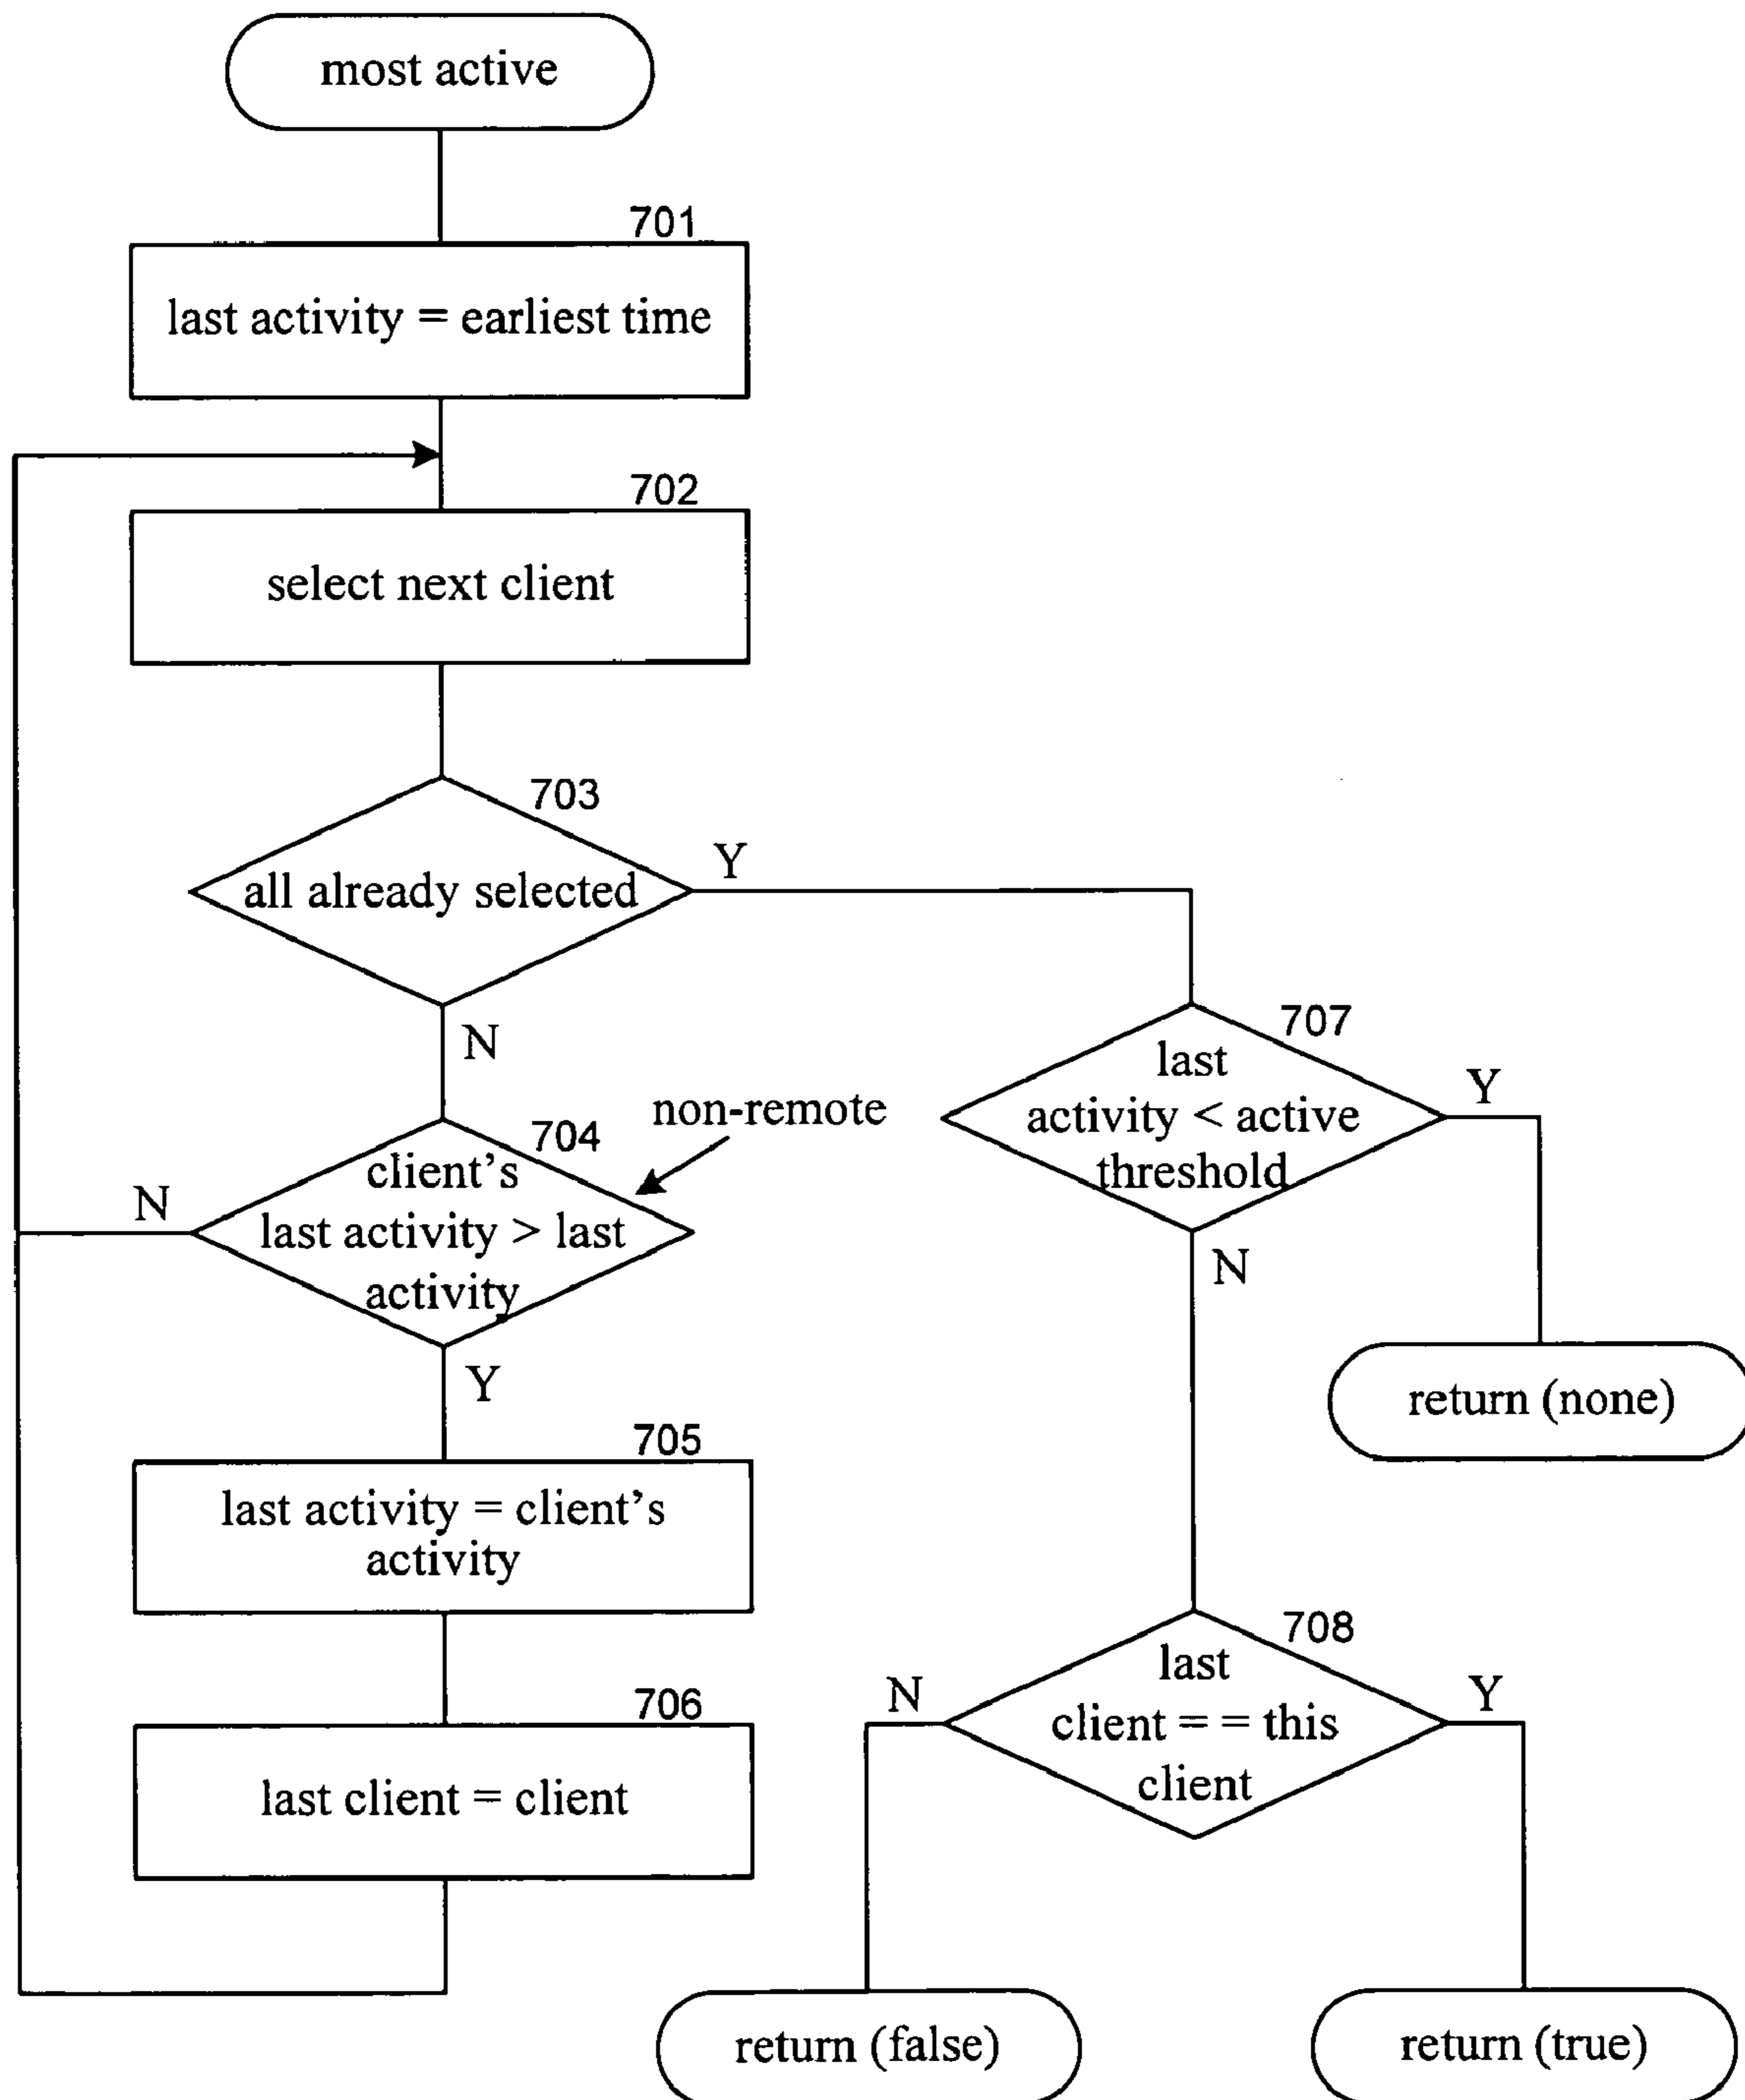 most active
701
last activity = earliest time
702
select next client
703
all already selected
Y
N
non-remote
704
client's
last activity > last
activity
N
Y
705
last activity = client's
activity
706
last client = client
707
last
activity < active
threshold
Y
N
return (none)
708
last
client = = this
client
N
Y
return (false)
return (true)